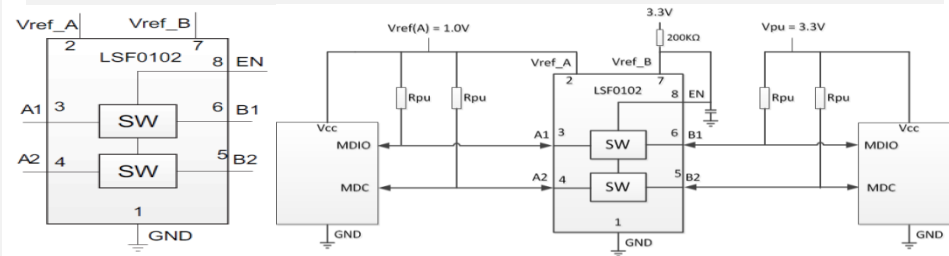 Vref_A
Vref_B
2
7
LSF0102
8
EN
A1
3
SW
6
B1
A2
4
SW
5
B2
1
GND
Vref(A) = 1.0V
3.3V
200KΩ
Vpu = 3.3V
Vref_A
Vref_B
2
7
Rpu
Rpu
LSF0102
8
EN
Rpu
Rpu
Vcc
MDIO
A1
3
SW
6
B1
Vcc
MDIO
MDC
A2
4
SW
5
B2
MDC
1
GND
GND
GND